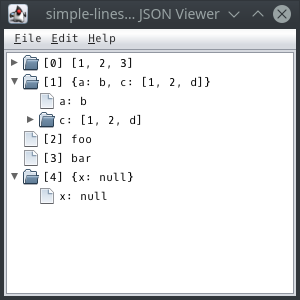 simple-lines... JSON Viewer
File Edit Help
[0] [1, 2, 3]
[1] {a: b, c: [1, 2, d]}
a: b
c: [1, 2, d]
[2] foo
[3] bar
[4] {x: null}
x: null